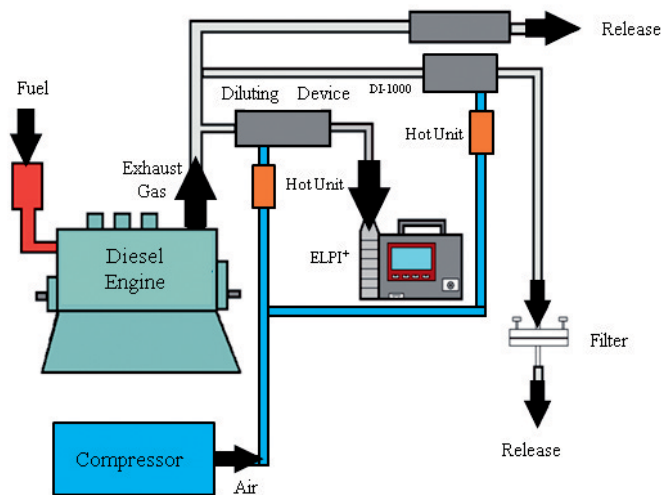 Release
Fuel
Diluting Device
DI-1000
Hot Unit
Exhaust
Gas
Hot Unit
Diesel
Engine
ELPI+
Filter
Compressor
Air
Release